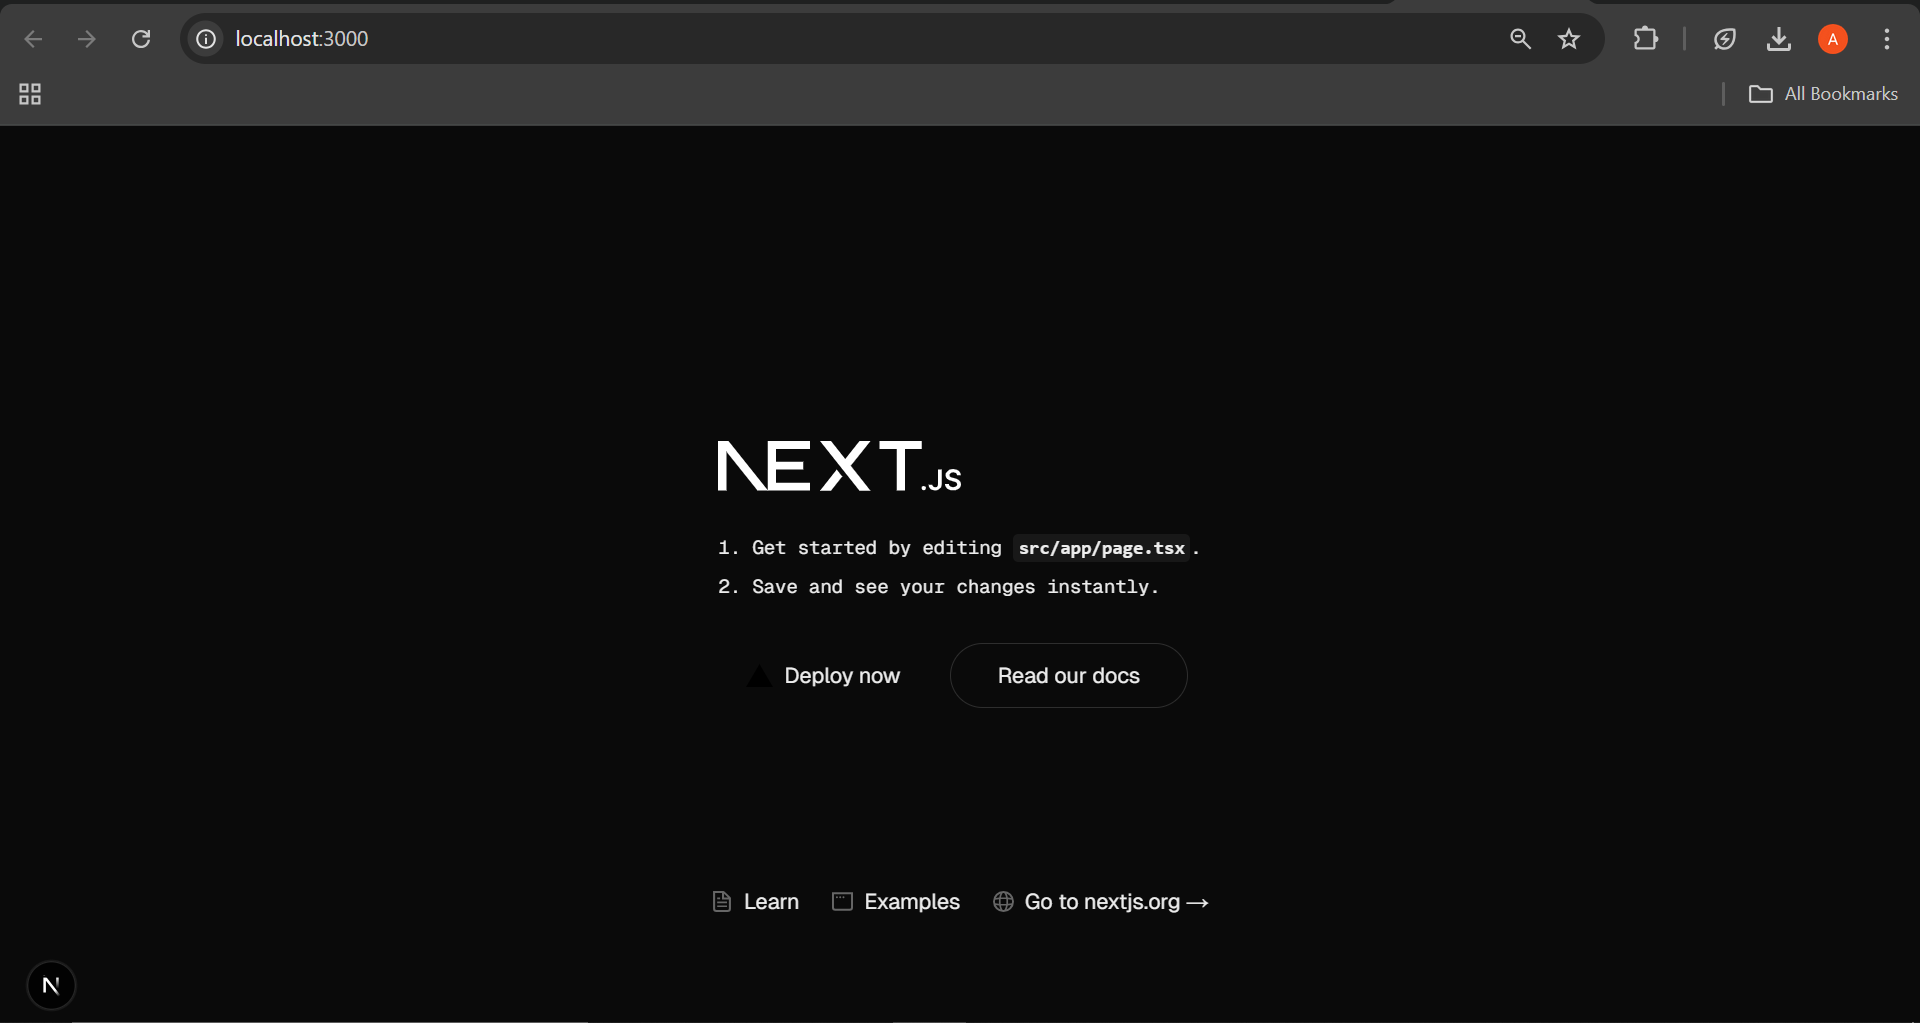 localhost:3000
A
All Bookmarks
NEXT.JS
1. Get started by editing src/app/page.tsx.
2. Save and see your changes instantly.
Deploy now
Read our docs
Learn
Examples
Go to nextjs.org →
N